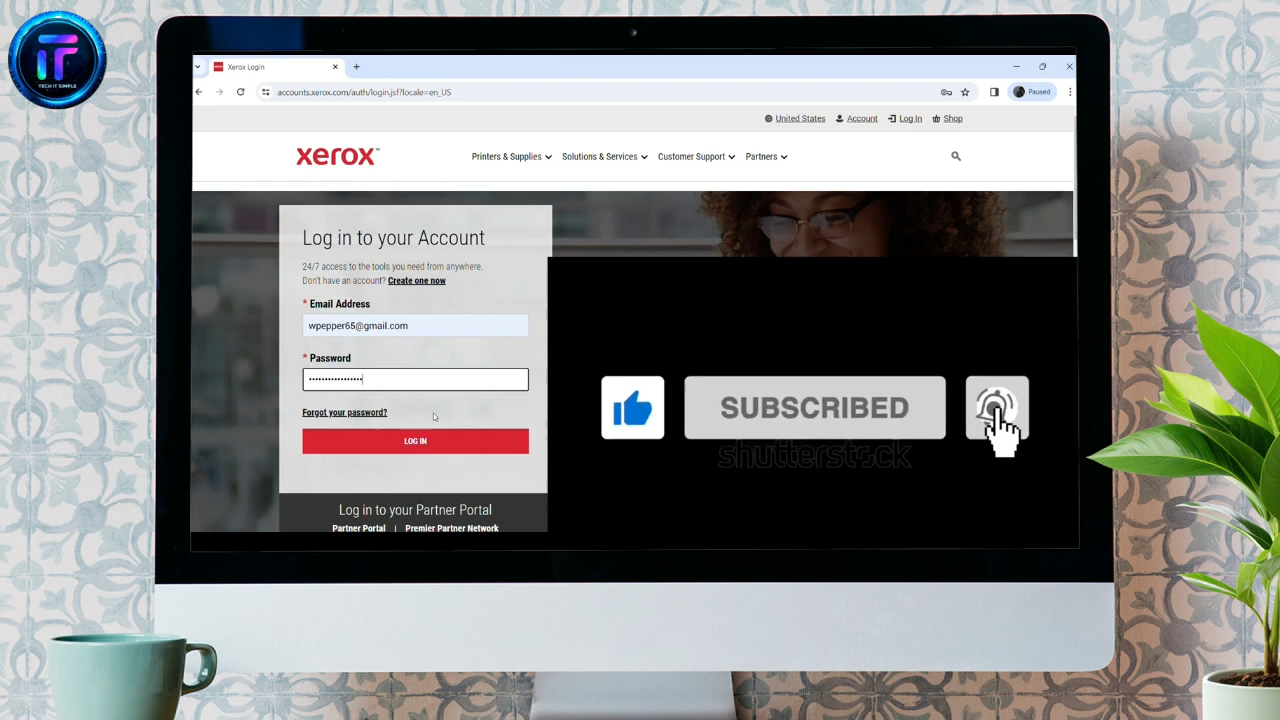 TECH IT SIMPLE
Xerox Login
accounts.xerox.com/auth/login.jsf?locale=en_US
Paused
United States Account Log In Shop
xerox™
Printers & Supplies Solutions & Services Customer Support Partners
Log in to your Account
24/7 access to the tools you need from anywhere.
Don't have an account? Create one now
* Email Address
wpepper65@gmail.com
* Password
Forgot your password?
LOG IN
SUBSCRIBED
shutterstock
Log in to your Partner Portal
Partner Portal | Premier Partner Network